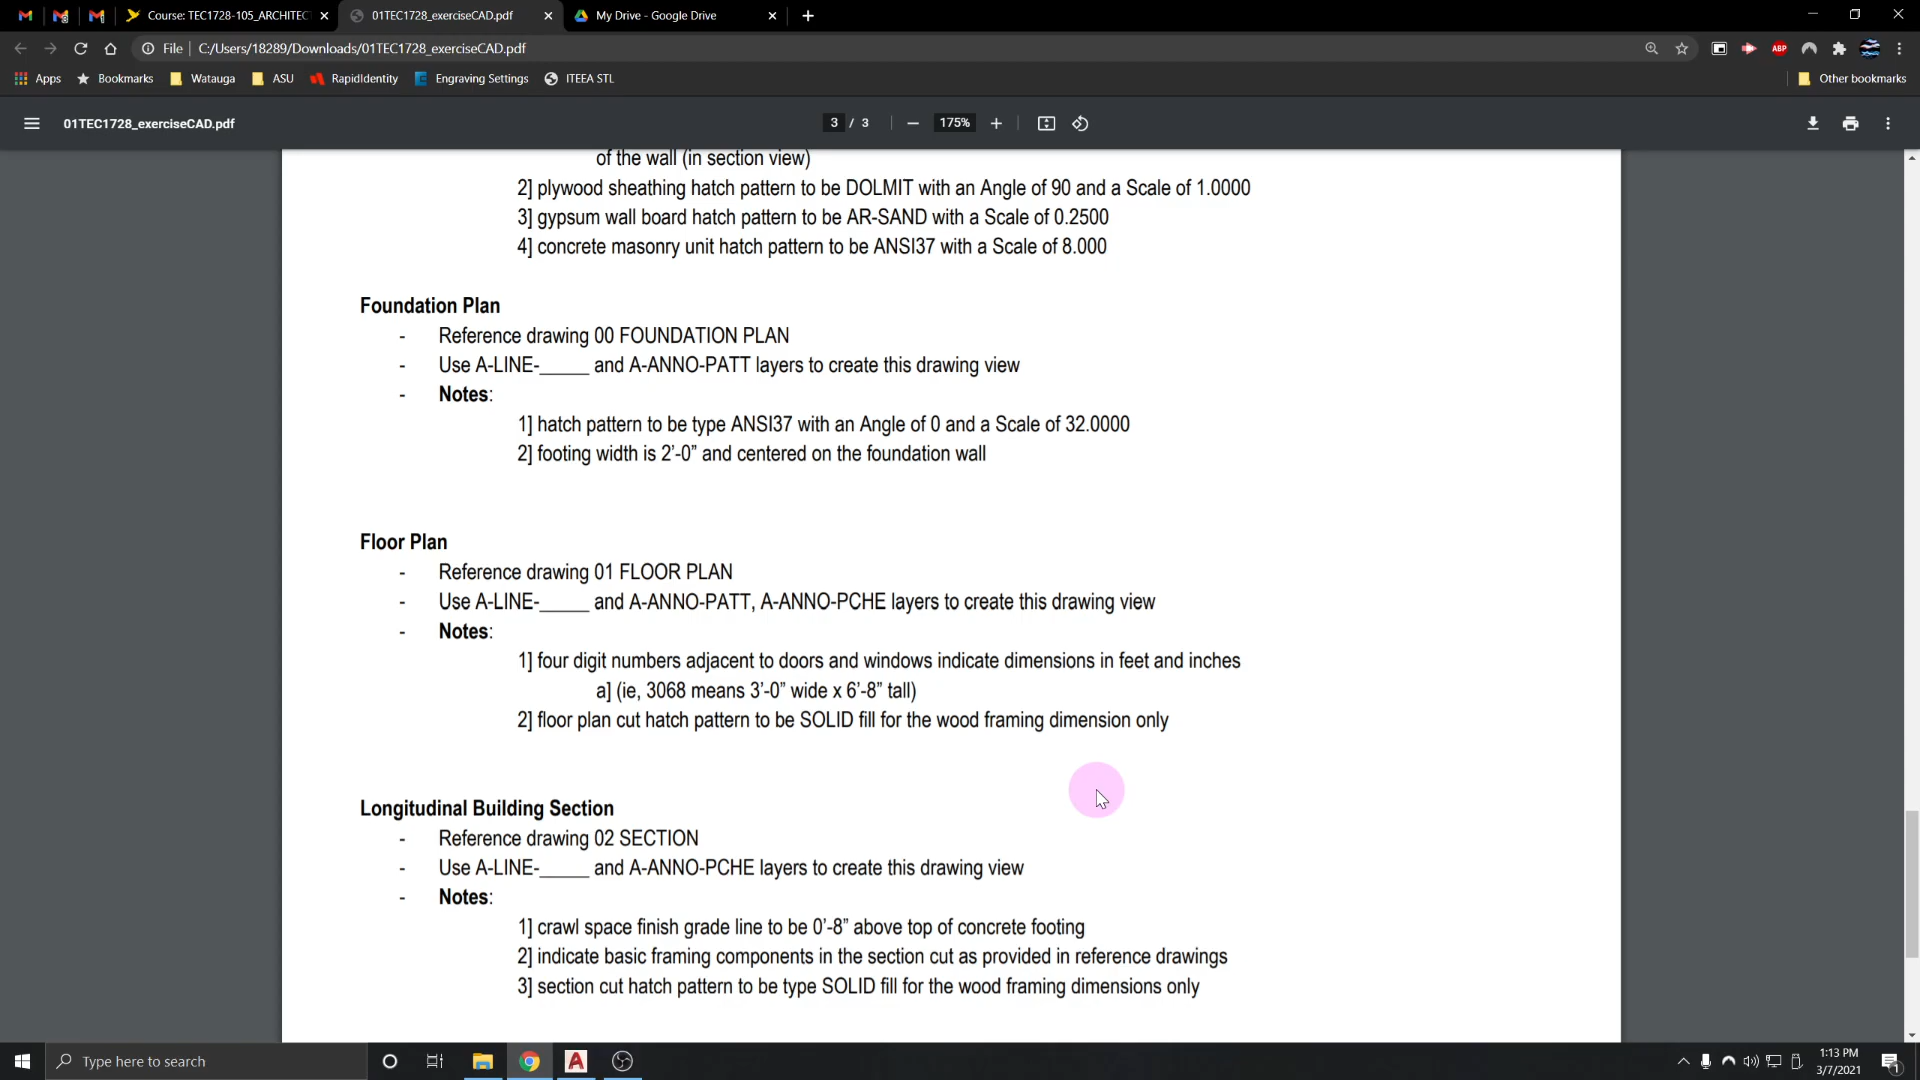 Course: TEC1728-105_ARCHITEC
01TEC1728_exerciseCAD.pdf
My Drive - Google Drive
File
C:/Users/18289/Downloads/01TEC1728_exerciseCAD.pdf
ABP
Apps
Bookmarks
Watauga
ASU
RapidIdentity
Engraving Settings
ITEEA STL
Other bookmarks
01TEC1728_exerciseCAD.pdf
3 / 3
175%
of the wall (in section view)
2] plywood sheathing hatch pattern to be DOLMIT with an Angle of 90 and a Scale of 1.0000
3] gypsum wall board hatch pattern to be AR-SAND with a Scale of 0.2500
4] concrete masonry unit hatch pattern to be ANSI37 with a Scale of 8.000
Foundation Plan
- Reference drawing 00 FOUNDATION PLAN
- Use A-LINE-_____ and A-ANNO-PATT layers to create this drawing view
- Notes:
1] hatch pattern to be type ANSI37 with an Angle of 0 and a Scale of 32.0000
2] footing width is 2’-0” and centered on the foundation wall
Floor Plan
- Reference drawing 01 FLOOR PLAN
- Use A-LINE-_____ and A-ANNO-PATT, A-ANNO-PCHE layers to create this drawing view
- Notes:
1] four digit numbers adjacent to doors and windows indicate dimensions in feet and inches
a] (ie, 3068 means 3’-0” wide x 6’-8” tall)
2] floor plan cut hatch pattern to be SOLID fill for the wood framing dimension only
Longitudinal Building Section
- Reference drawing 02 SECTION
- Use A-LINE-_____ and A-ANNO-PCHE layers to create this drawing view
- Notes:
1] crawl space finish grade line to be 0’-8” above top of concrete footing
2] indicate basic framing components in the section cut as provided in reference drawings
3] section cut hatch pattern to be type SOLID fill for the wood framing dimensions only
Type here to search
1:13 PM
3/7/2021
1